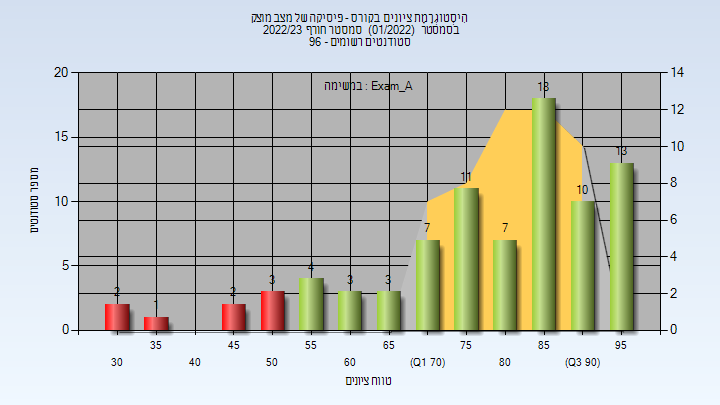 היסטוגרמת ציונים בקורס - פיסיקה של מצב מוצק
בסמסטר (01/2022) סמסטר חורף 2022/23
סטודנטים רשומים - 96
במשימה : Exam_A
20 14
12
15
10
10 8
6
5 4
2
0 0
2 1 2 3 4 3 3 7 11 7 18 10 13
מספר סטודנטים
35 45 55 65 75 85 95
30 40 50 60 (Q1 70) 80 (Q3 90)
טווח ציונים